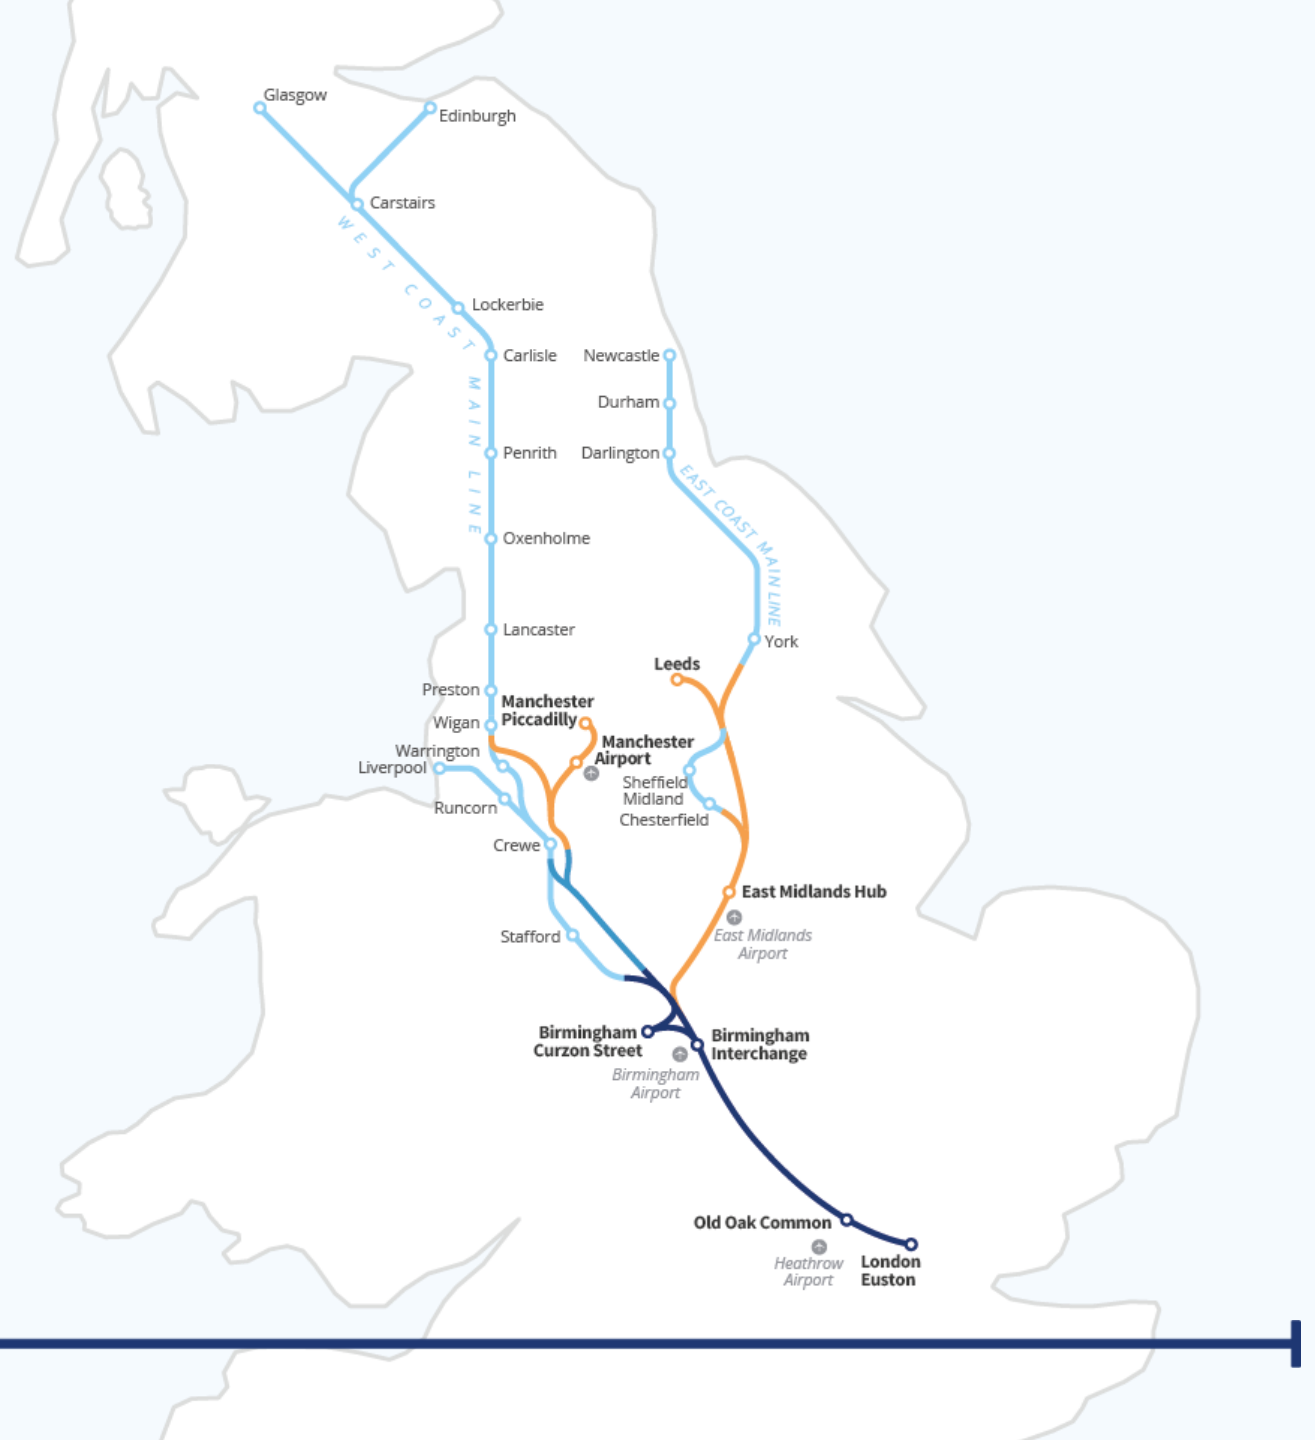 Glasgow
Edinburgh
Carstairs
WEST COAST MAIN LINE
Lockerbie
Carlisle
Newcastle
Durham
Penrith
Darlington
EAST COAST MAIN LINE
Oxenholme
Lancaster
York
Leeds
Preston
Manchester
Piccadilly
Wigan
Manchester
Airport
Warrington
Liverpool
Sheffield
Midland
Runcorn
Chesterfield
Crewe
East Midlands Hub
East Midlands
Airport
Stafford
Birmingham
Curzon Street
Birmingham
Interchange
Birmingham
Airport
Old Oak Common
Heathrow
Airport
London
Euston